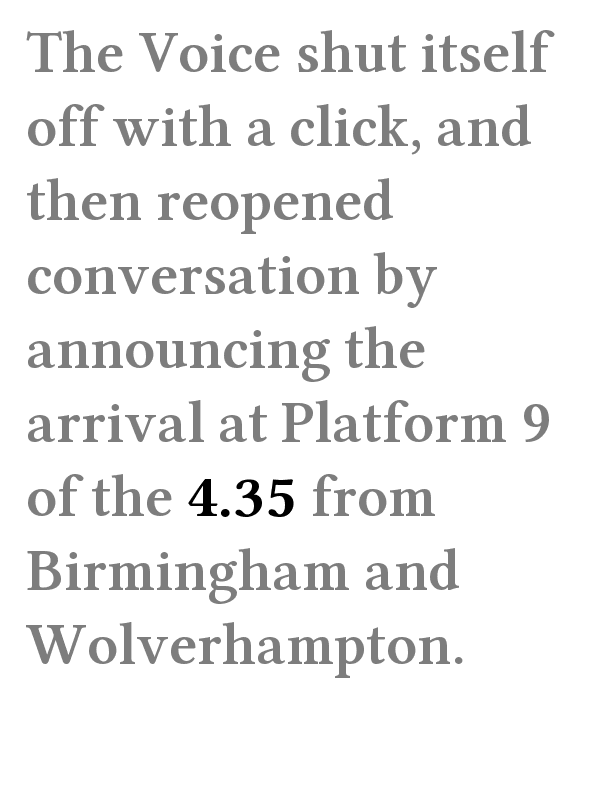 The Voice shut itself
off with a click, and
then reopened
conversation by
announcing the
arrival at Platform 9
of the 4.35 from
Birmingham and
Wolverhampton.